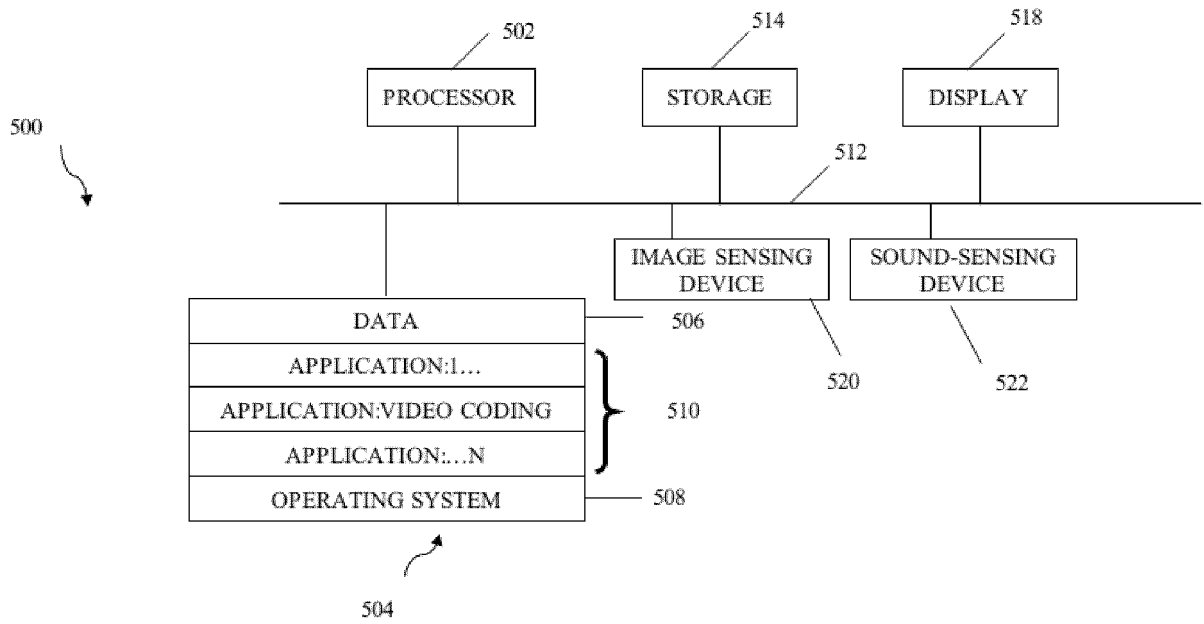 502
514
518
PROCESSOR
STORAGE
DISPLAY
500
512
IMAGE SENSING
DEVICE
SOUND-SENSING
DEVICE
DATA
506
APPLICATION:1...
520
522
APPLICATION:VIDEO CODING
510
APPLICATION:...N
OPERATING SYSTEM
508
504